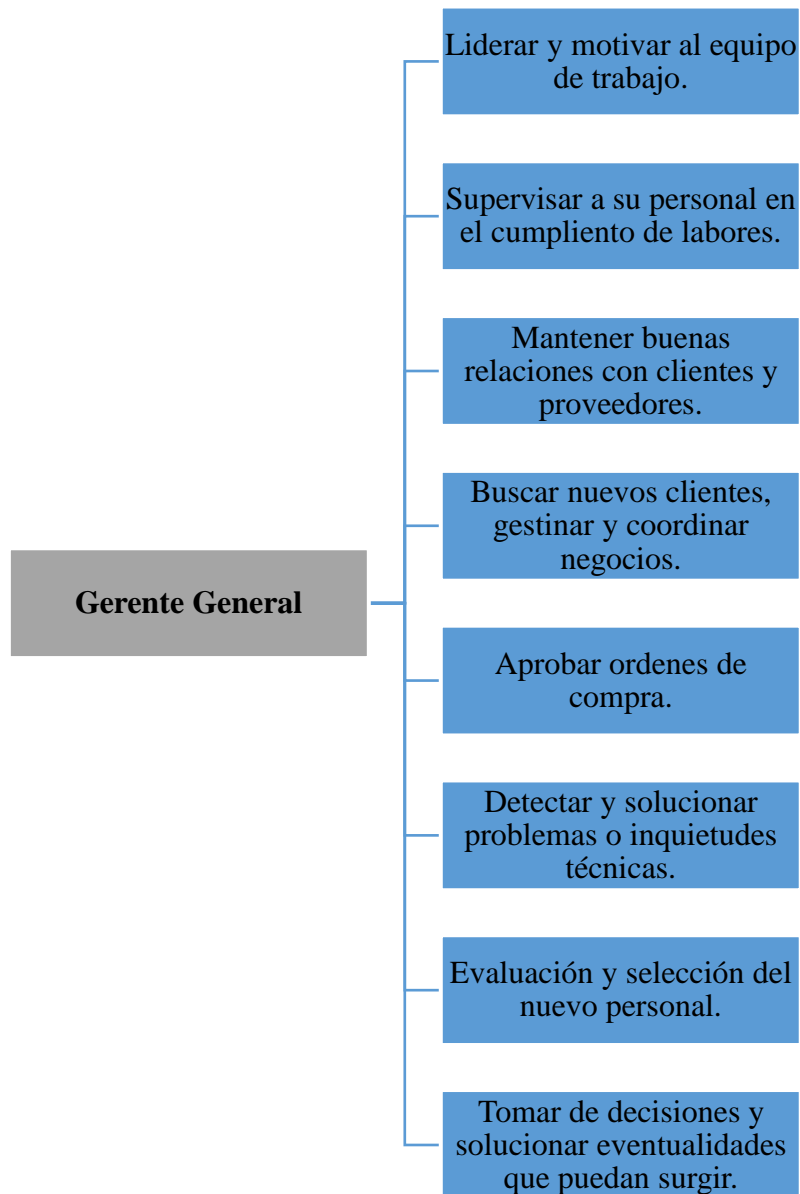 Liderar y motivar al equipo
de trabajo.
Supervisar a su personal en
el cumpliento de labores.
Mantener buenas
relaciones con clientes y
proveedores.
Buscar nuevos clientes,
gestinar y coordinar
negocios.
Gerente General
Aprobar ordenes de
compra.
Detectar y solucionar
problemas o inquietudes
técnicas.
Evaluación y selección del
nuevo personal.
Tomar de decisiones y
solucionar eventualidades
que puedan surgir.